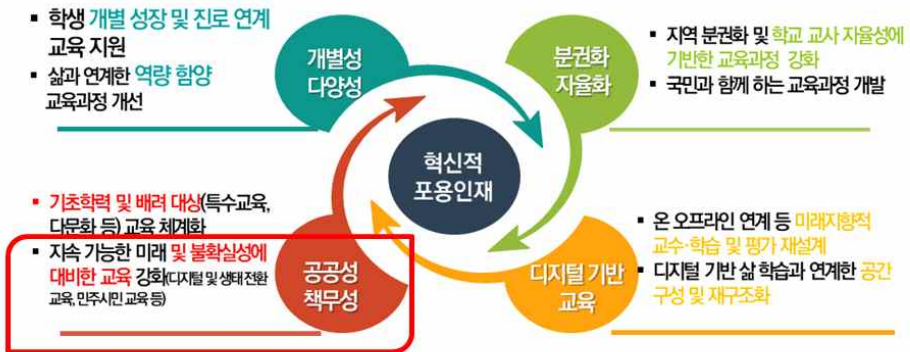 ▪ 학생 개별 성장 및 진로 연계
교육 지원
▪ 삶과 연계한 역량 함양
교육과정 개선
개별성
다양성
분권화
자율화
▪ 지역 분권화 및 학교 교사 자율성에
기반한 교육과정 강화
▪ 국민과 함께 하는 교육과정 개발
혁신적
포용인재
▪ 기초학력 및 배려 대상(특수교육,
다문화 등) 교육 체계화
▪ 지속 가능한 미래 및 불확실성에
대비한 교육 강화(디지털 및 생태 전환
교육, 민주시민 교육 등)
공공성
책무성
디지털 기반
교육
▪ 온 오프라인 연계 등 미래지향적
교수·학습 및 평가 재설계
▪ 디지털 기반 삶 학습과 연계한 공간
구성 및 재구조화